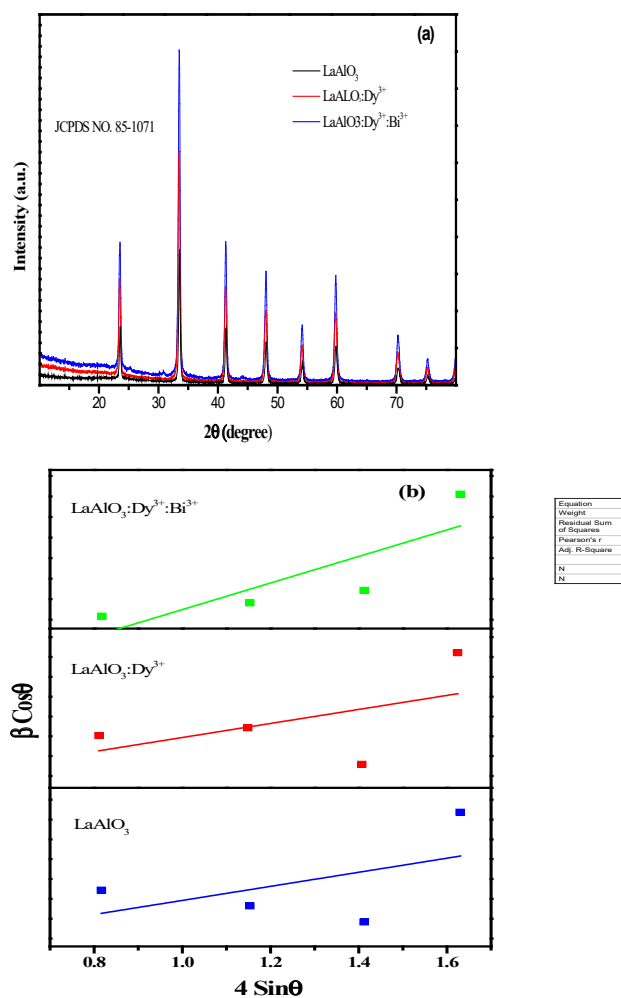 (a)
LaAlO₃
LaALO₃:Dy³⁺
LaAlO3:Dy³⁺:Bi³⁺
JCPDS NO. 85-1071
Intensity (a.u.)
20 30 40 50 60 70
2θ (degree)
(b)
LaAlO₃:Dy³⁺:Bi³⁺
Equation
Weight
Residual Sum
of Squares
Pearson's r
Adj. R-Square
N
N
LaAlO₃:Dy³⁺
β Cosθ
LaAlO₃
0.8 1.0 1.2 1.4 1.6
4 Sinθ